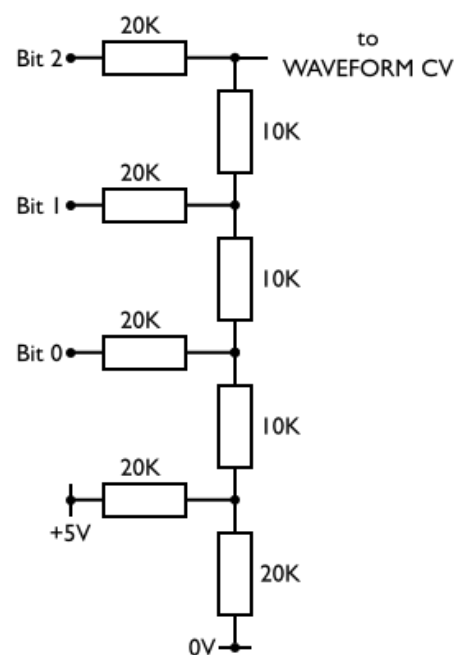 20K
Bit 2
to
WAVEFORM CV
10K
20K
Bit 1
10K
20K
Bit 0
10K
20K
+5V
20K
0V